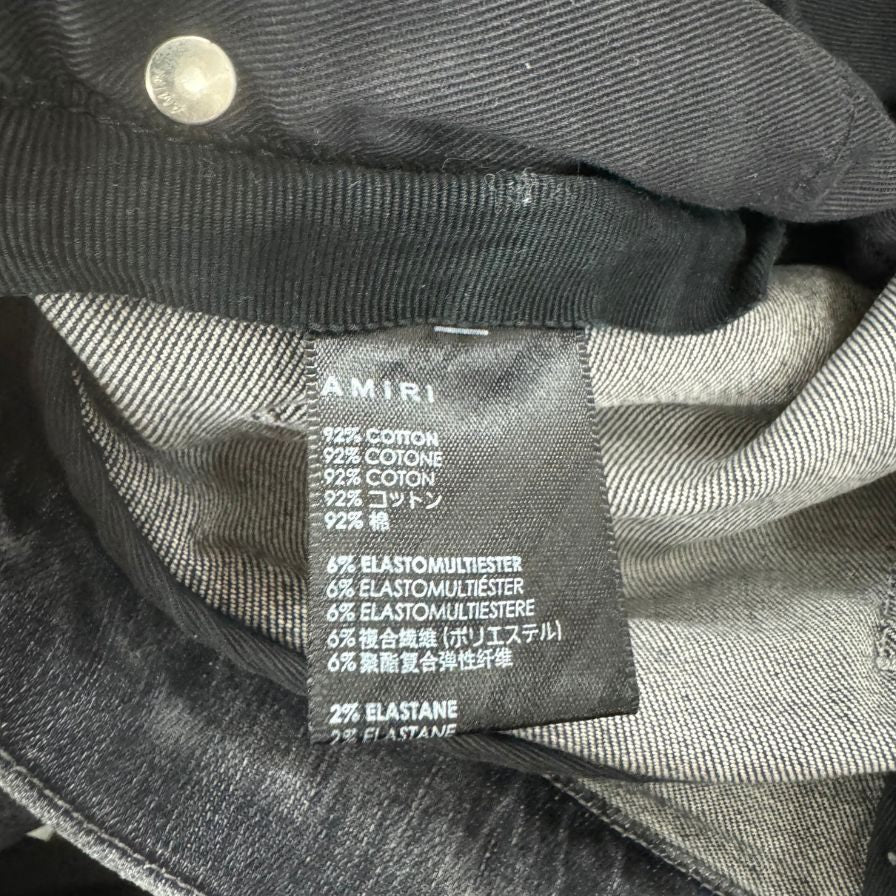 AMIRI
92% COTTON
92% COTONE
92% COTON
92% コットン
92% 棉
6% ELASTOMULTIESTER
6% ELASTOMULTIÉSTER
6% ELASTOMULTIESTERE
6% 複合繊維 (ポリエステル)
6% 聚酯复合弹性纤维
2% ELASTANE
2% ELASTANE